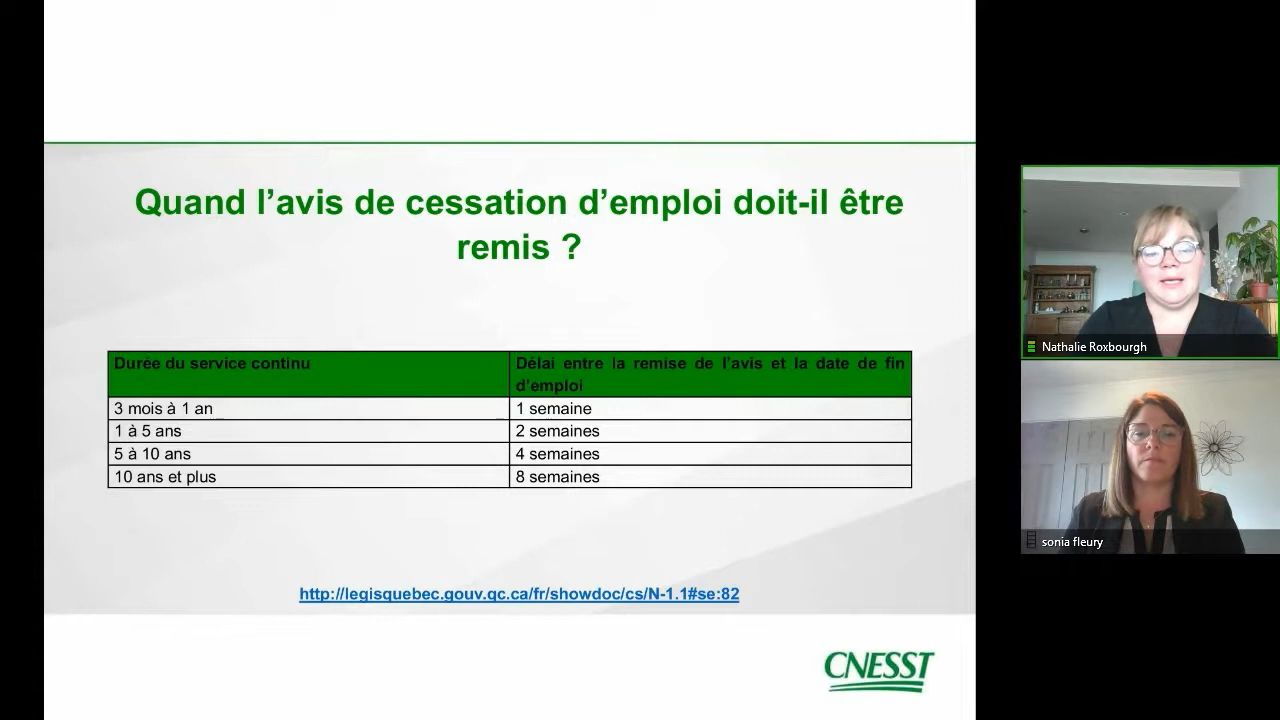 Quand l’avis de cessation d’emploi doit-il être
remis ?
Durée du service continu
Délai entre la remise de l’avis et la date de fin
d’emploi
3 mois à 1 an
1 semaine
1 à 5 ans
2 semaines
5 à 10 ans
4 semaines
10 ans et plus
8 semaines
http://legisquebec.gouv.qc.ca/fr/showdoc/cs/N-1.1#se:82
CNESST
Nathalie Roxbourgh
sonia fleury